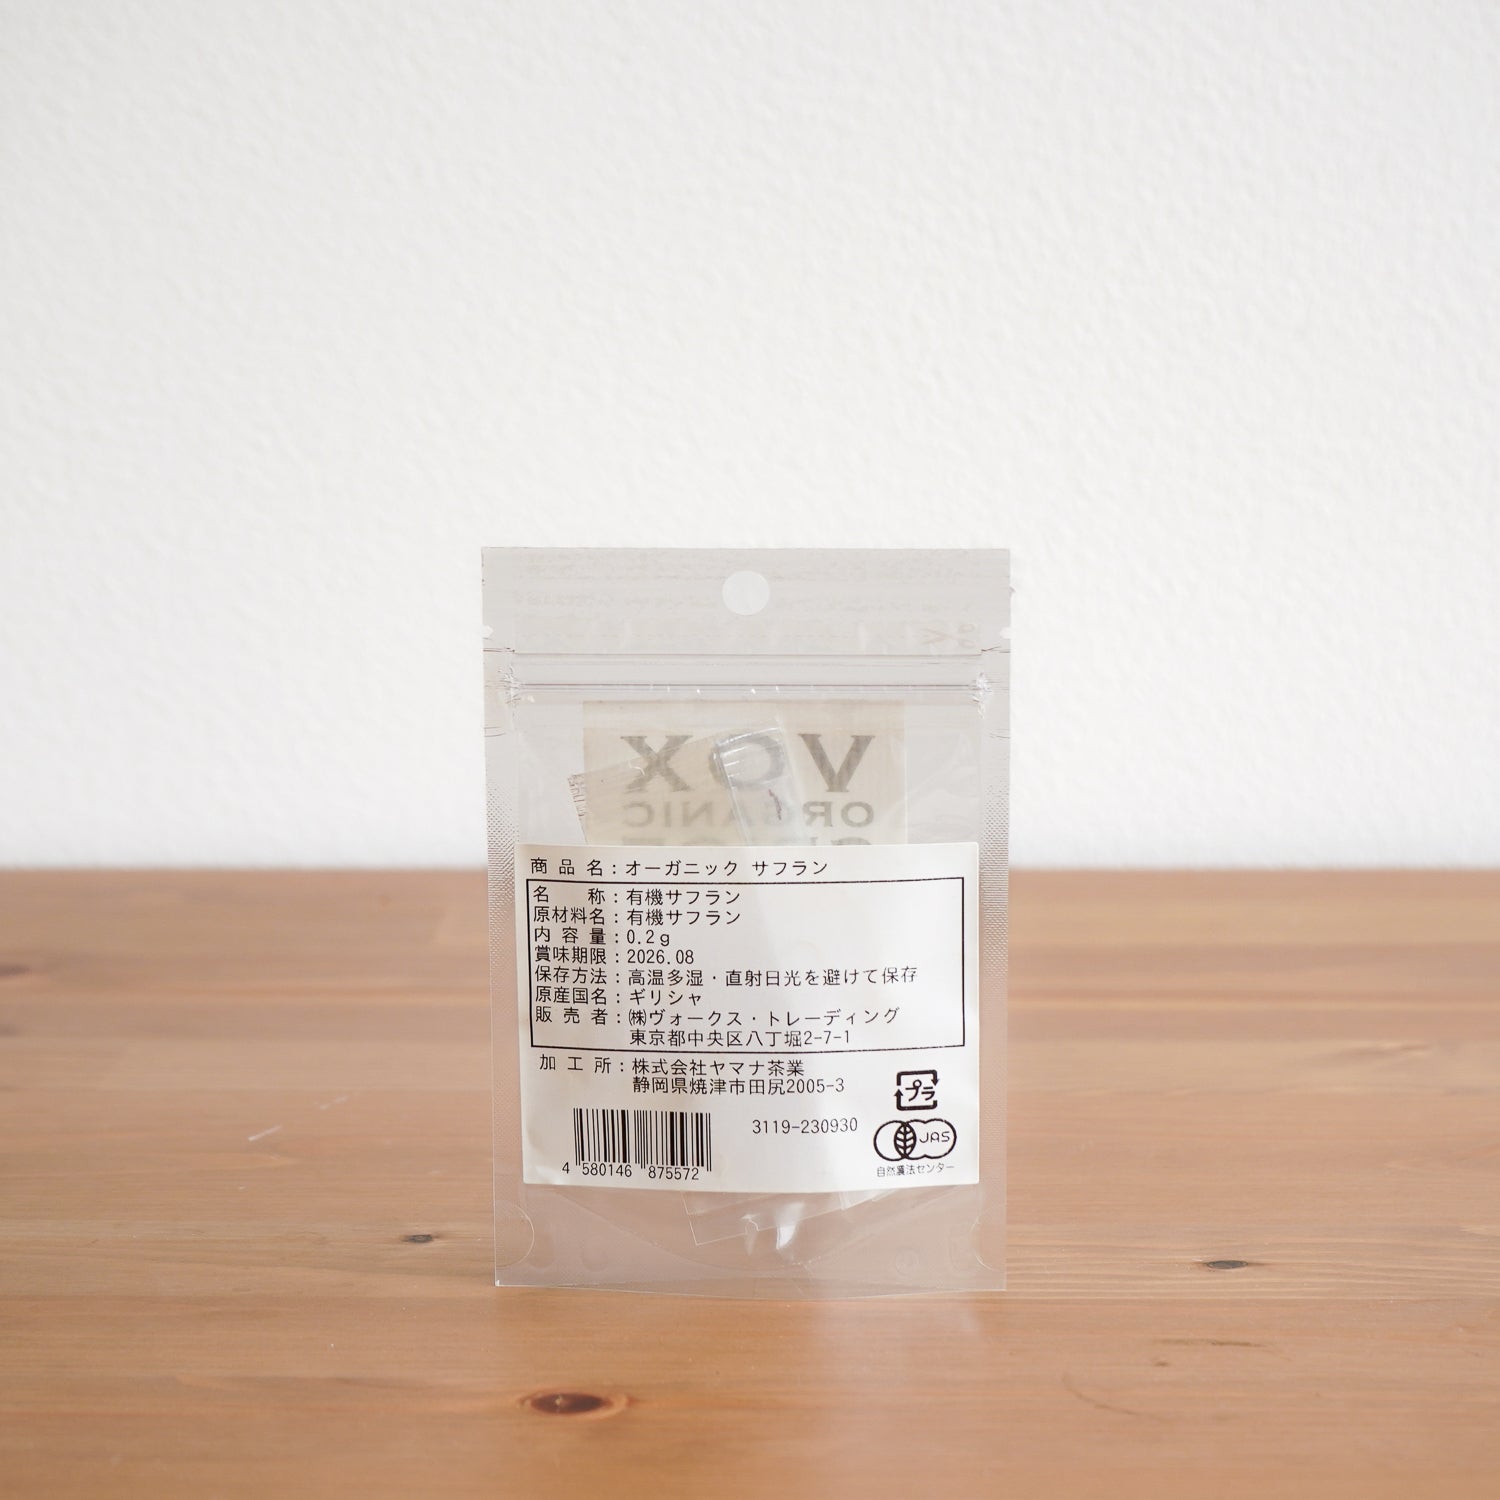 VOX
ORGANIC
商品名：オーガニック サフラン
名称：有機サフラン
原材料名：有機サフラン
内容量：0.2g
賞味期限：2026.08
保存方法：高温多湿・直射日光を避けて保存
原産国名：ギリシャ
販売者：㈱ヴォークス・トレーディング
東京都中央区八丁堀2-7-1
加工所：株式会社ヤマナ茶業
静岡県焼津市田尻2005-3
プラ
3119-230930
JAS
自然農法センター
4 580146 875572